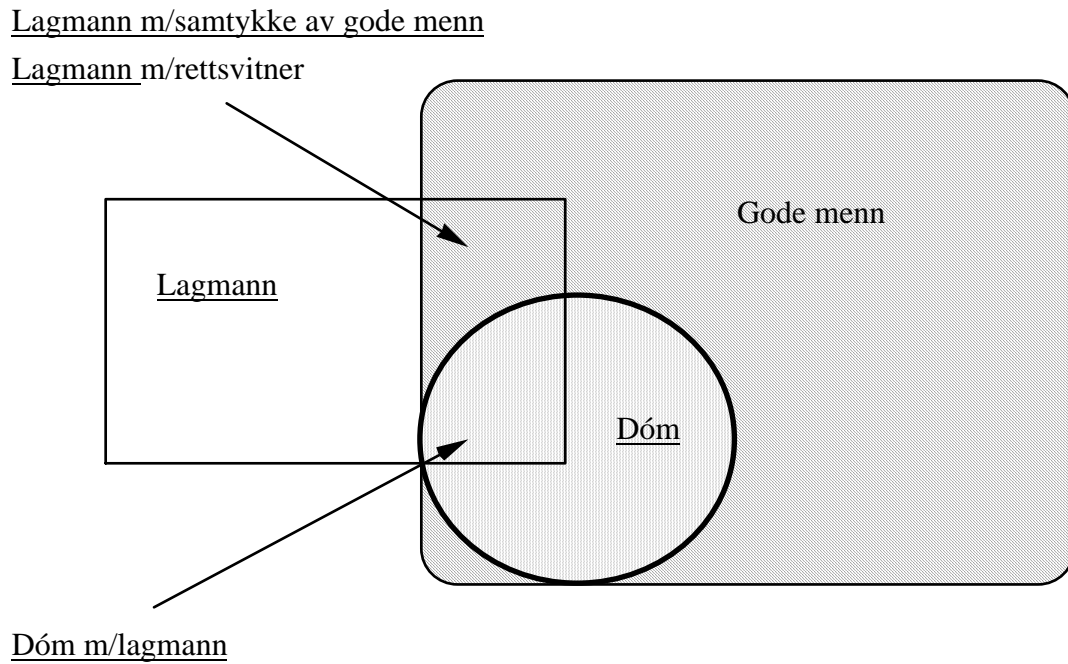 Lagmann m/samtykke av gode menn
Lagmann m/rettsvitner
Gode menn
Lagmann
Dóm
Dóm m/lagmann